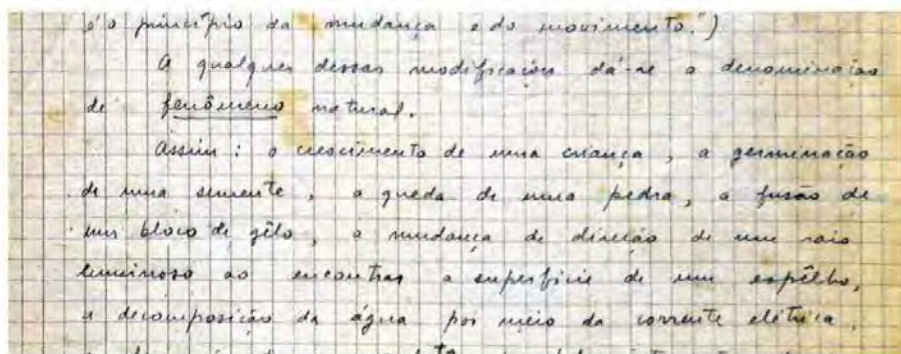 é o princípio da mudança e do movimento.")
A qualquer dessas modificações dá-se a denominação
de fenômeno natural.
Assim: o crescimento de uma criança, a germinação
de uma semente, a queda de uma pedra, a fusão de
um bloco de gêlo, a mudança de direção de um raio
luminoso ao encontrar a superfície de um espêlho,
a decomposição da água por meio da corrente elétrica,